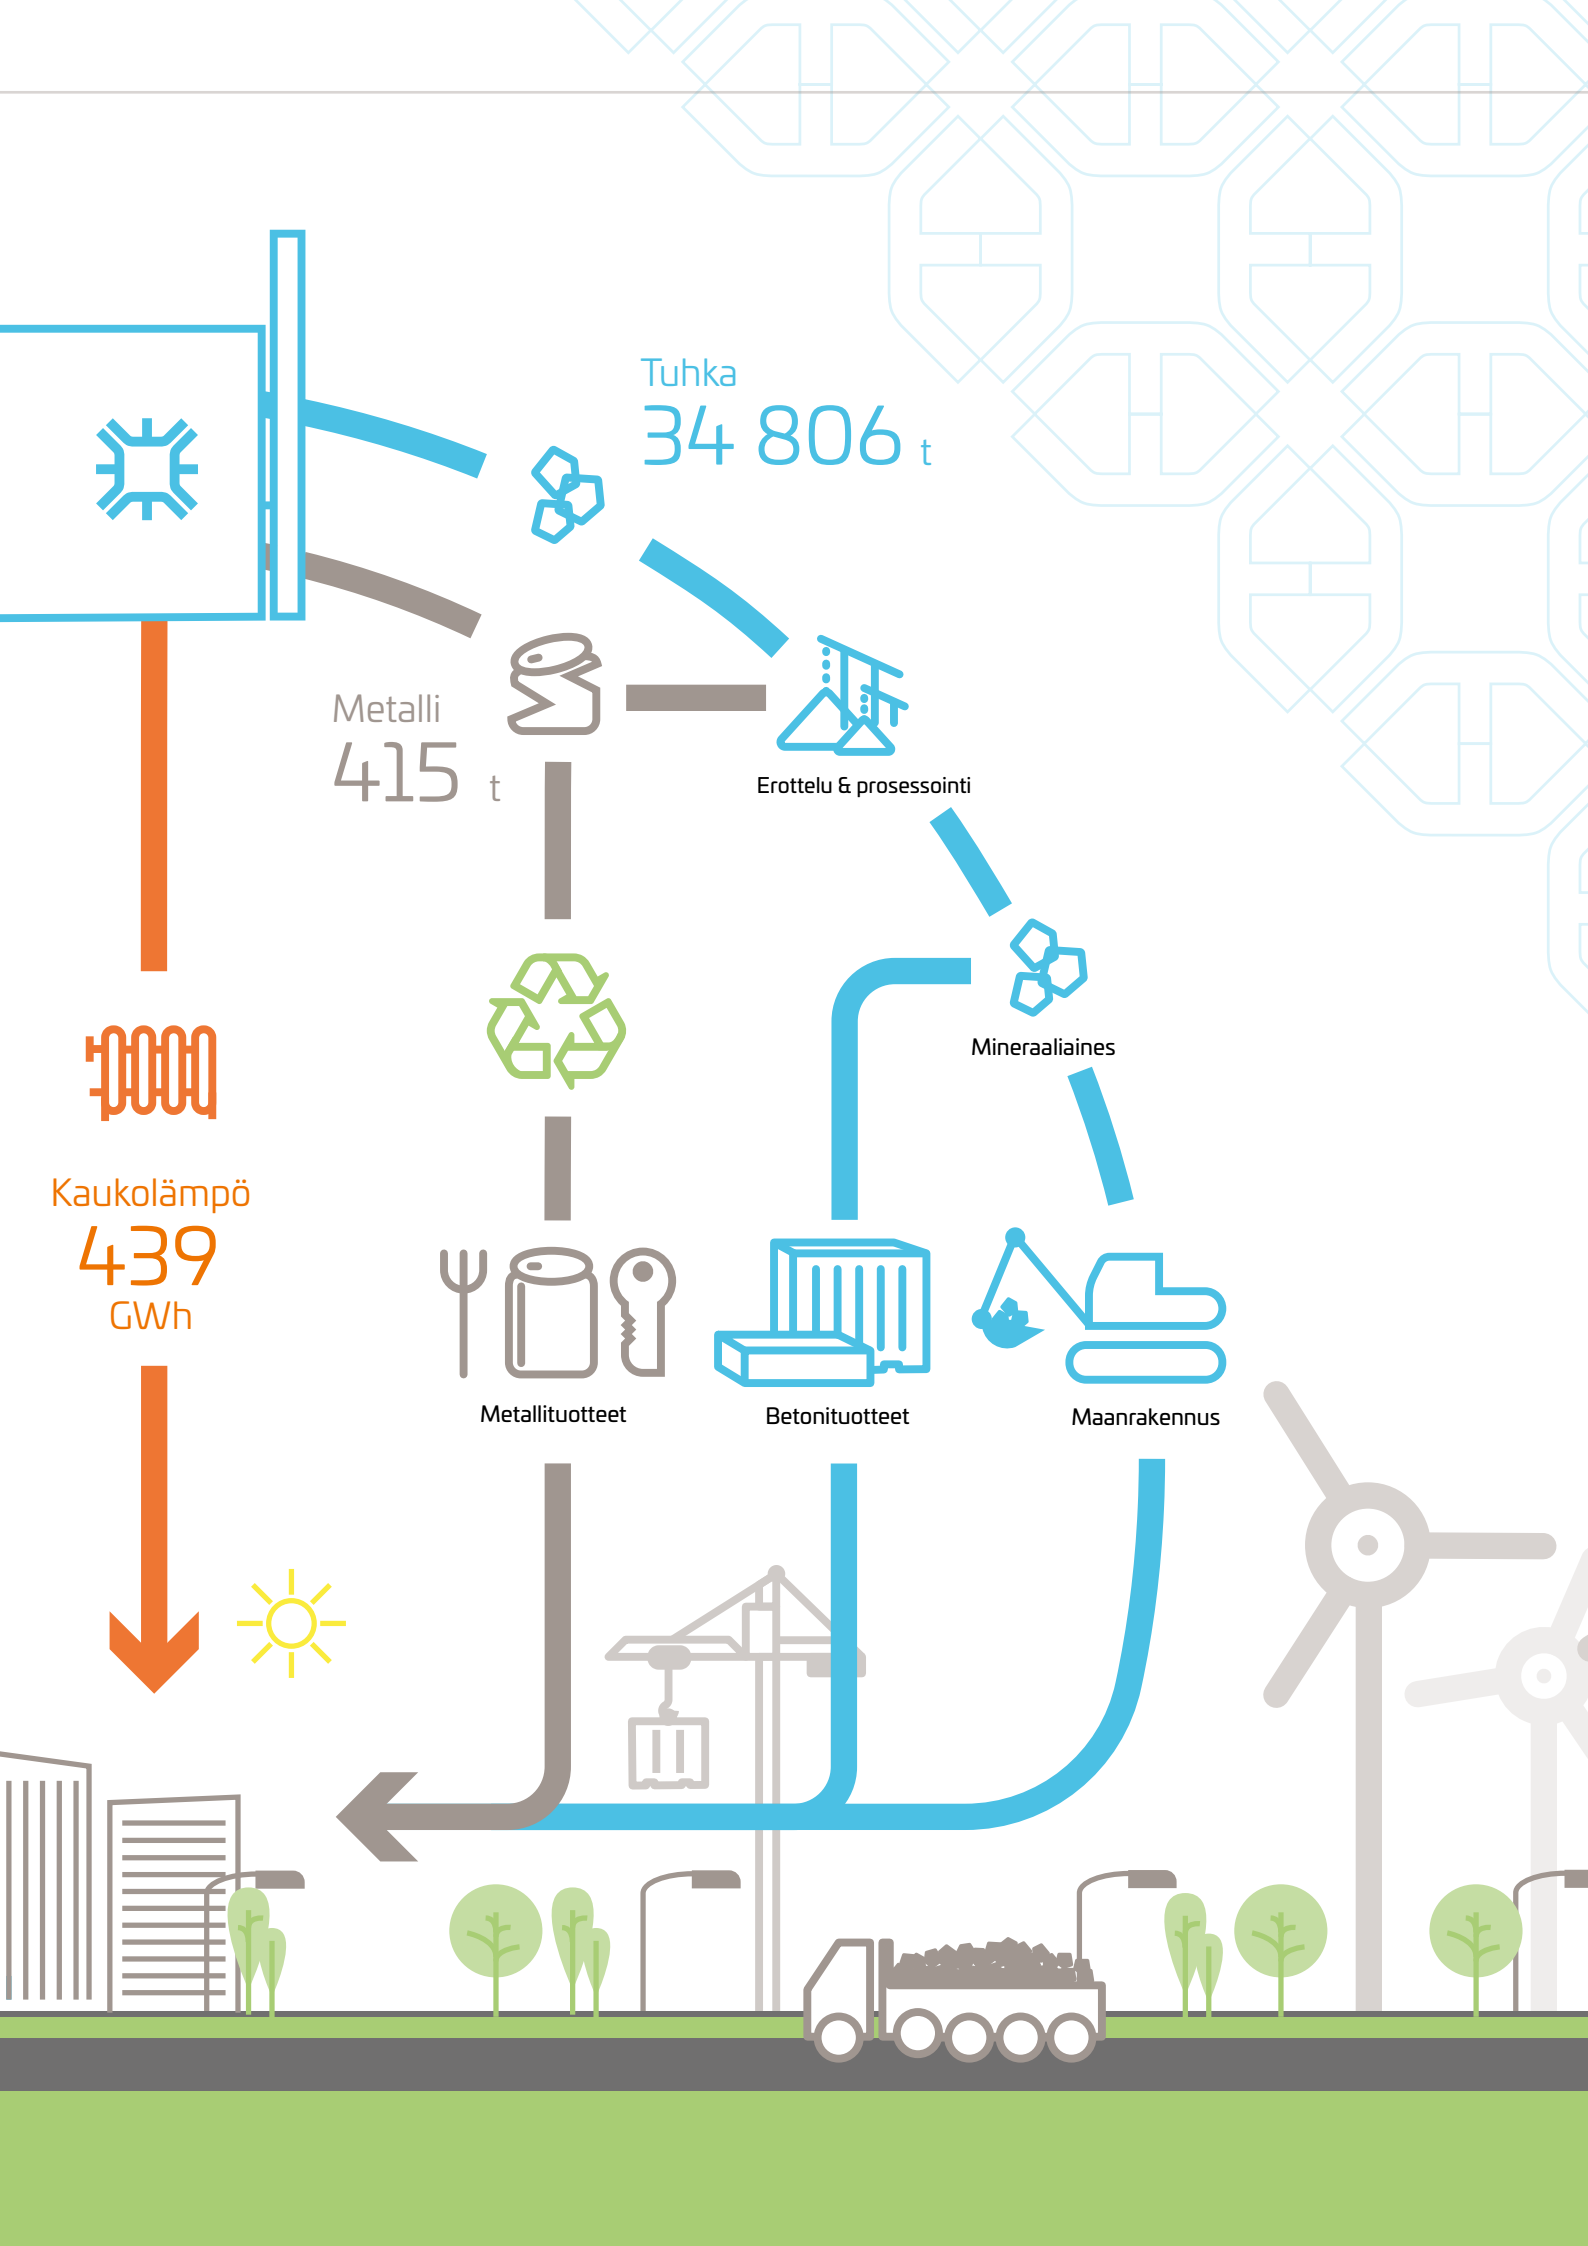 Tuhka
34 806 t
Metalli
415 t
Erottelu & prosessointi
Mineraaliaines
Kaukolämpö
439
GWh
Metallituotteet
Betonituotteet
Maanrakennus